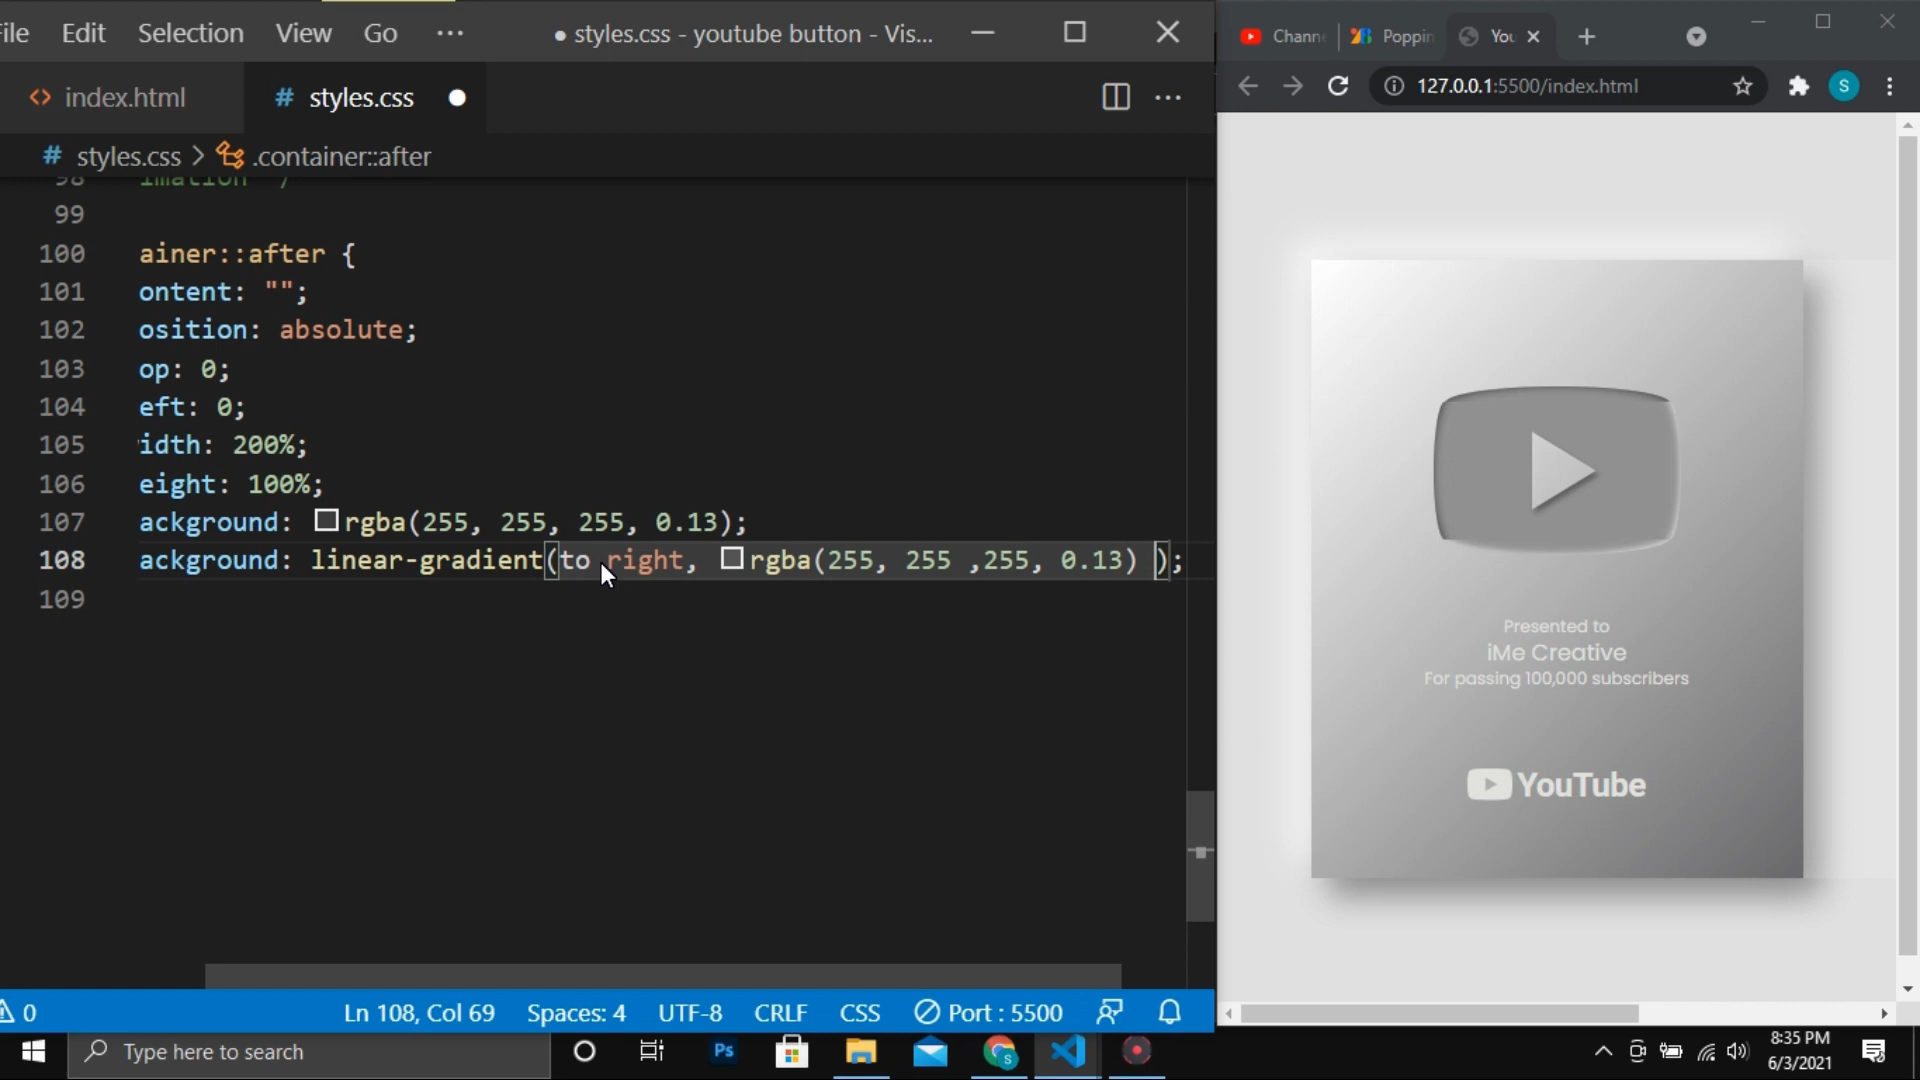 ile Edit Selection View Go ···
● styles.css - youtube button - Vis...
<> index.html
# styles.css ●
# styles.css > .container::after
98 imation */
99
100 ainer::after {
101 ontent: "";
102 osition: absolute;
103 op: 0;
104 eft: 0;
105 idth: 200%;
106 eight: 100%;
107 ackground: rgba(255, 255, 255, 0.13);
108 ackground: linear-gradient(to right, rgba(255, 255 ,255, 0.13) );
109
0 Ln 108, Col 69 Spaces: 4 UTF-8 CRLF CSS Port : 5500
Type here to search
Ps
S
8:35 PM
6/3/2021
Chann
Poppin
You
127.0.0.1:5500/index.html
S
Presented to
iMe Creative
For passing 100,000 subscribers
YouTube